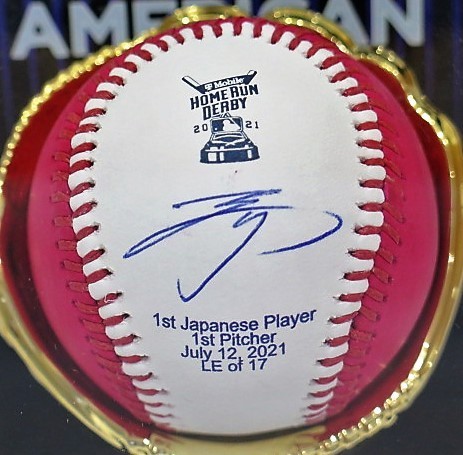 AMERICAN
T Mobile
HOME RUN
DERBY
20 21
1st Japanese Player
1st Pitcher
July 12, 2021
LE of 17